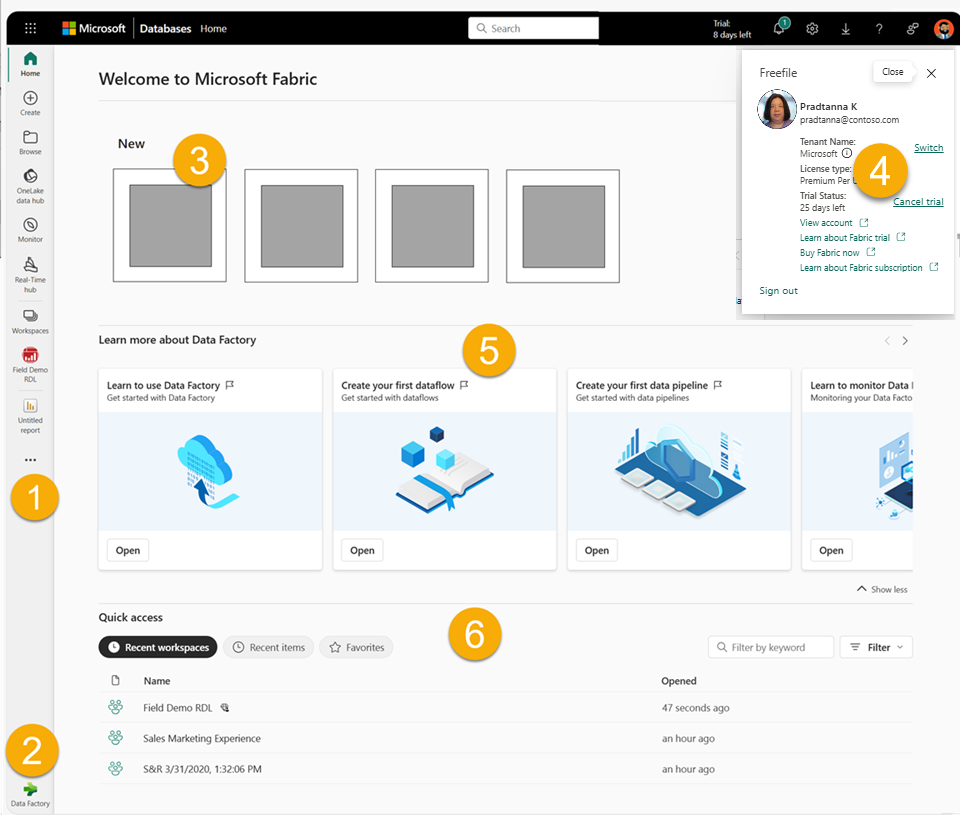 Microsoft Databases Home
Search
Trial:
8 days left
1
?
Home
Create
Browse
OneLake
data hub
Monitor
Real-Time
hub
Workspaces
Field Demo
RDL
Untitled
report
...
1
2
Data Factory
Welcome to Microsoft Fabric
New
3
Freefile
Close
Pradtanna K
pradtanna@contoso.com
Tenant Name:
Microsoft
Switch
License type:
Premium Per
4
Trial Status:
25 days left
Cancel trial
View account
Learn about Fabric trial
Buy Fabric now
Learn about Fabric subscription
Sign out
Learn more about Data Factory
5
Learn to use Data Factory
Get started with Data Factory
Open
Create your first dataflow
Get started with dataflows
Open
Create your first data pipeline
Get started with data pipelines
Open
Learn to monitor Data
Monitoring your Data Facto
Open
Show less
Quick access
6
Recent workspaces Recent items Favorites
Filter by keyword Filter
Name Opened
Field Demo RDL 47 seconds ago
Sales Marketing Experience an hour ago
S&R 3/31/2020, 1:32:06 PM an hour ago